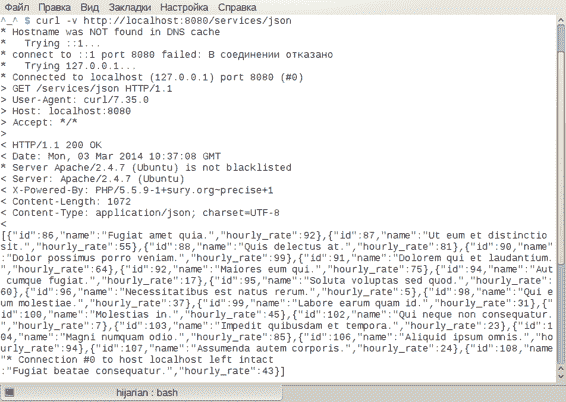 Файл Правка Вид Закладки Настройка Справка
^_^ $ curl -v http://localhost:8080/services/json
* Hostname was NOT found in DNS cache
*   Trying ::1...
* connect to ::1 port 8080 failed: В соединении отказано
*   Trying 127.0.0.1...
* Connected to localhost (127.0.0.1) port 8080 (#0)
> GET /services/json HTTP/1.1
> User-Agent: curl/7.35.0
> Host: localhost:8080
> Accept: */*
>
< HTTP/1.1 200 OK
< Date: Mon, 03 Mar 2014 10:37:08 GMT
* Server Apache/2.4.7 (Ubuntu) is not blacklisted
< Server: Apache/2.4.7 (Ubuntu)
< X-Powered-By: PHP/5.5.9-1+sury.org~precise+1
< Content-Length: 1072
< Content-Type: application/json; charset=UTF-8
<
[{"id":86,"name":"Fugiat amet quia.","hourly_rate":92},{"id":87,"name":"Ut eum et distinctio
sit.","hourly_rate":55},{"id":88,"name":"Quis delectus at.","hourly_rate":81},{"id":90,"name"
:"Dolor possimus porro veniam.","hourly_rate":99},{"id":91,"name":"Dolorem qui et laudantium.
","hourly_rate":64},{"id":92,"name":"Maiores eum qui.","hourly_rate":75},{"id":94,"name":"Aut
cumque fugiat.","hourly_rate":17},{"id":95,"name":"Soluta voluptas sed quod.","hourly_rate":
60},{"id":96,"name":"Necessitatibus est natus rerum.","hourly_rate":5},{"id":98,"name":"Qui e
um molestiae.","hourly_rate":37},{"id":99,"name":"Labore earum quam id.","hourly_rate":31},{"
id":100,"name":"Molestias in.","hourly_rate":45},{"id":102,"name":"Qui neque non consequatur.
","hourly_rate":7},{"id":103,"name":"Impedit quibusdam et tempora.","hourly_rate":23},{"id":1
04,"name":"Magni numquam odio.","hourly_rate":85},{"id":106,"name":"Aliquid ipsum omnis.","ho
urly_rate":94},{"id":107,"name":"Assumenda autem corporis.","hourly_rate":24},{"id":108,"name
"* Connection #0 to host localhost left intact
:"Fugiat beatae consequatur.","hourly_rate":43}]
hijarian : bash